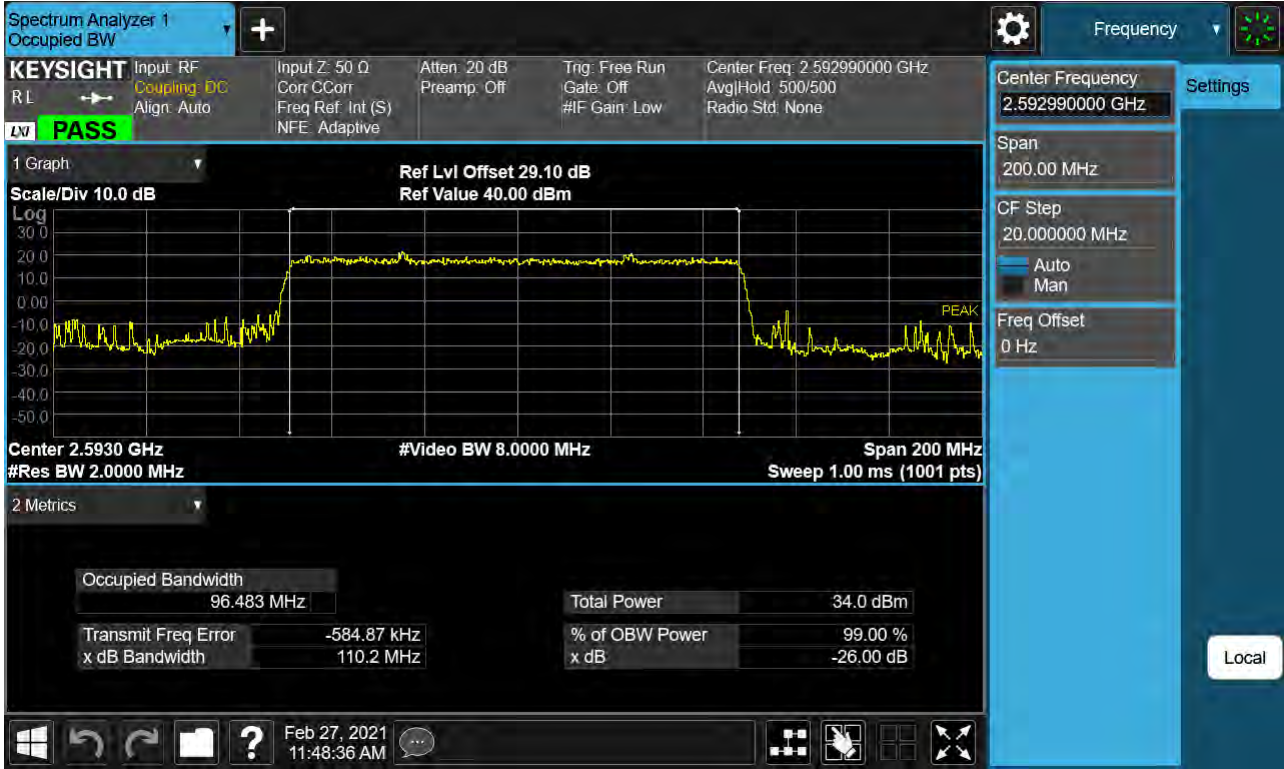 Spectrum Analyzer 1
Occupied BW
+
Frequency
KEYSIGHT
RL
LXI
PASS
Input: RF
Coupling: DC
Align: Auto
Input Z: 50 Ω
Corr CCorr
Freq Ref: Int (S)
NFE: Adaptive
Atten: 20 dB
Preamp: Off
Trig: Free Run
Gate: Off
#IF Gain: Low
Center Freq: 2.592990000 GHz
Avg|Hold: 500/500
Radio Std: None
Center Frequency
2.592990000 GHz
Settings
Span
200.00 MHz
CF Step
20.000000 MHz
Auto
Man
Freq Offset
0 Hz
Local
1 Graph
Scale/Div 10.0 dB
Ref Lvl Offset 29.10 dB
Ref Value 40.00 dBm
Log
30.0
20.0
10.0
0.00
-10.0
-20.0
-30.0
-40.0
-50.0
PEAK
Center 2.5930 GHz
#Res BW 2.0000 MHz
#Video BW 8.0000 MHz
Span 200 MHz
Sweep 1.00 ms (1001 pts)
2 Metrics
Occupied Bandwidth
96.483 MHz
Total Power 34.0 dBm
Transmit Freq Error -584.87 kHz
% of OBW Power 99.00 %
x dB Bandwidth 110.2 MHz
x dB -26.00 dB
?
Feb 27, 2021
11:48:36 AM